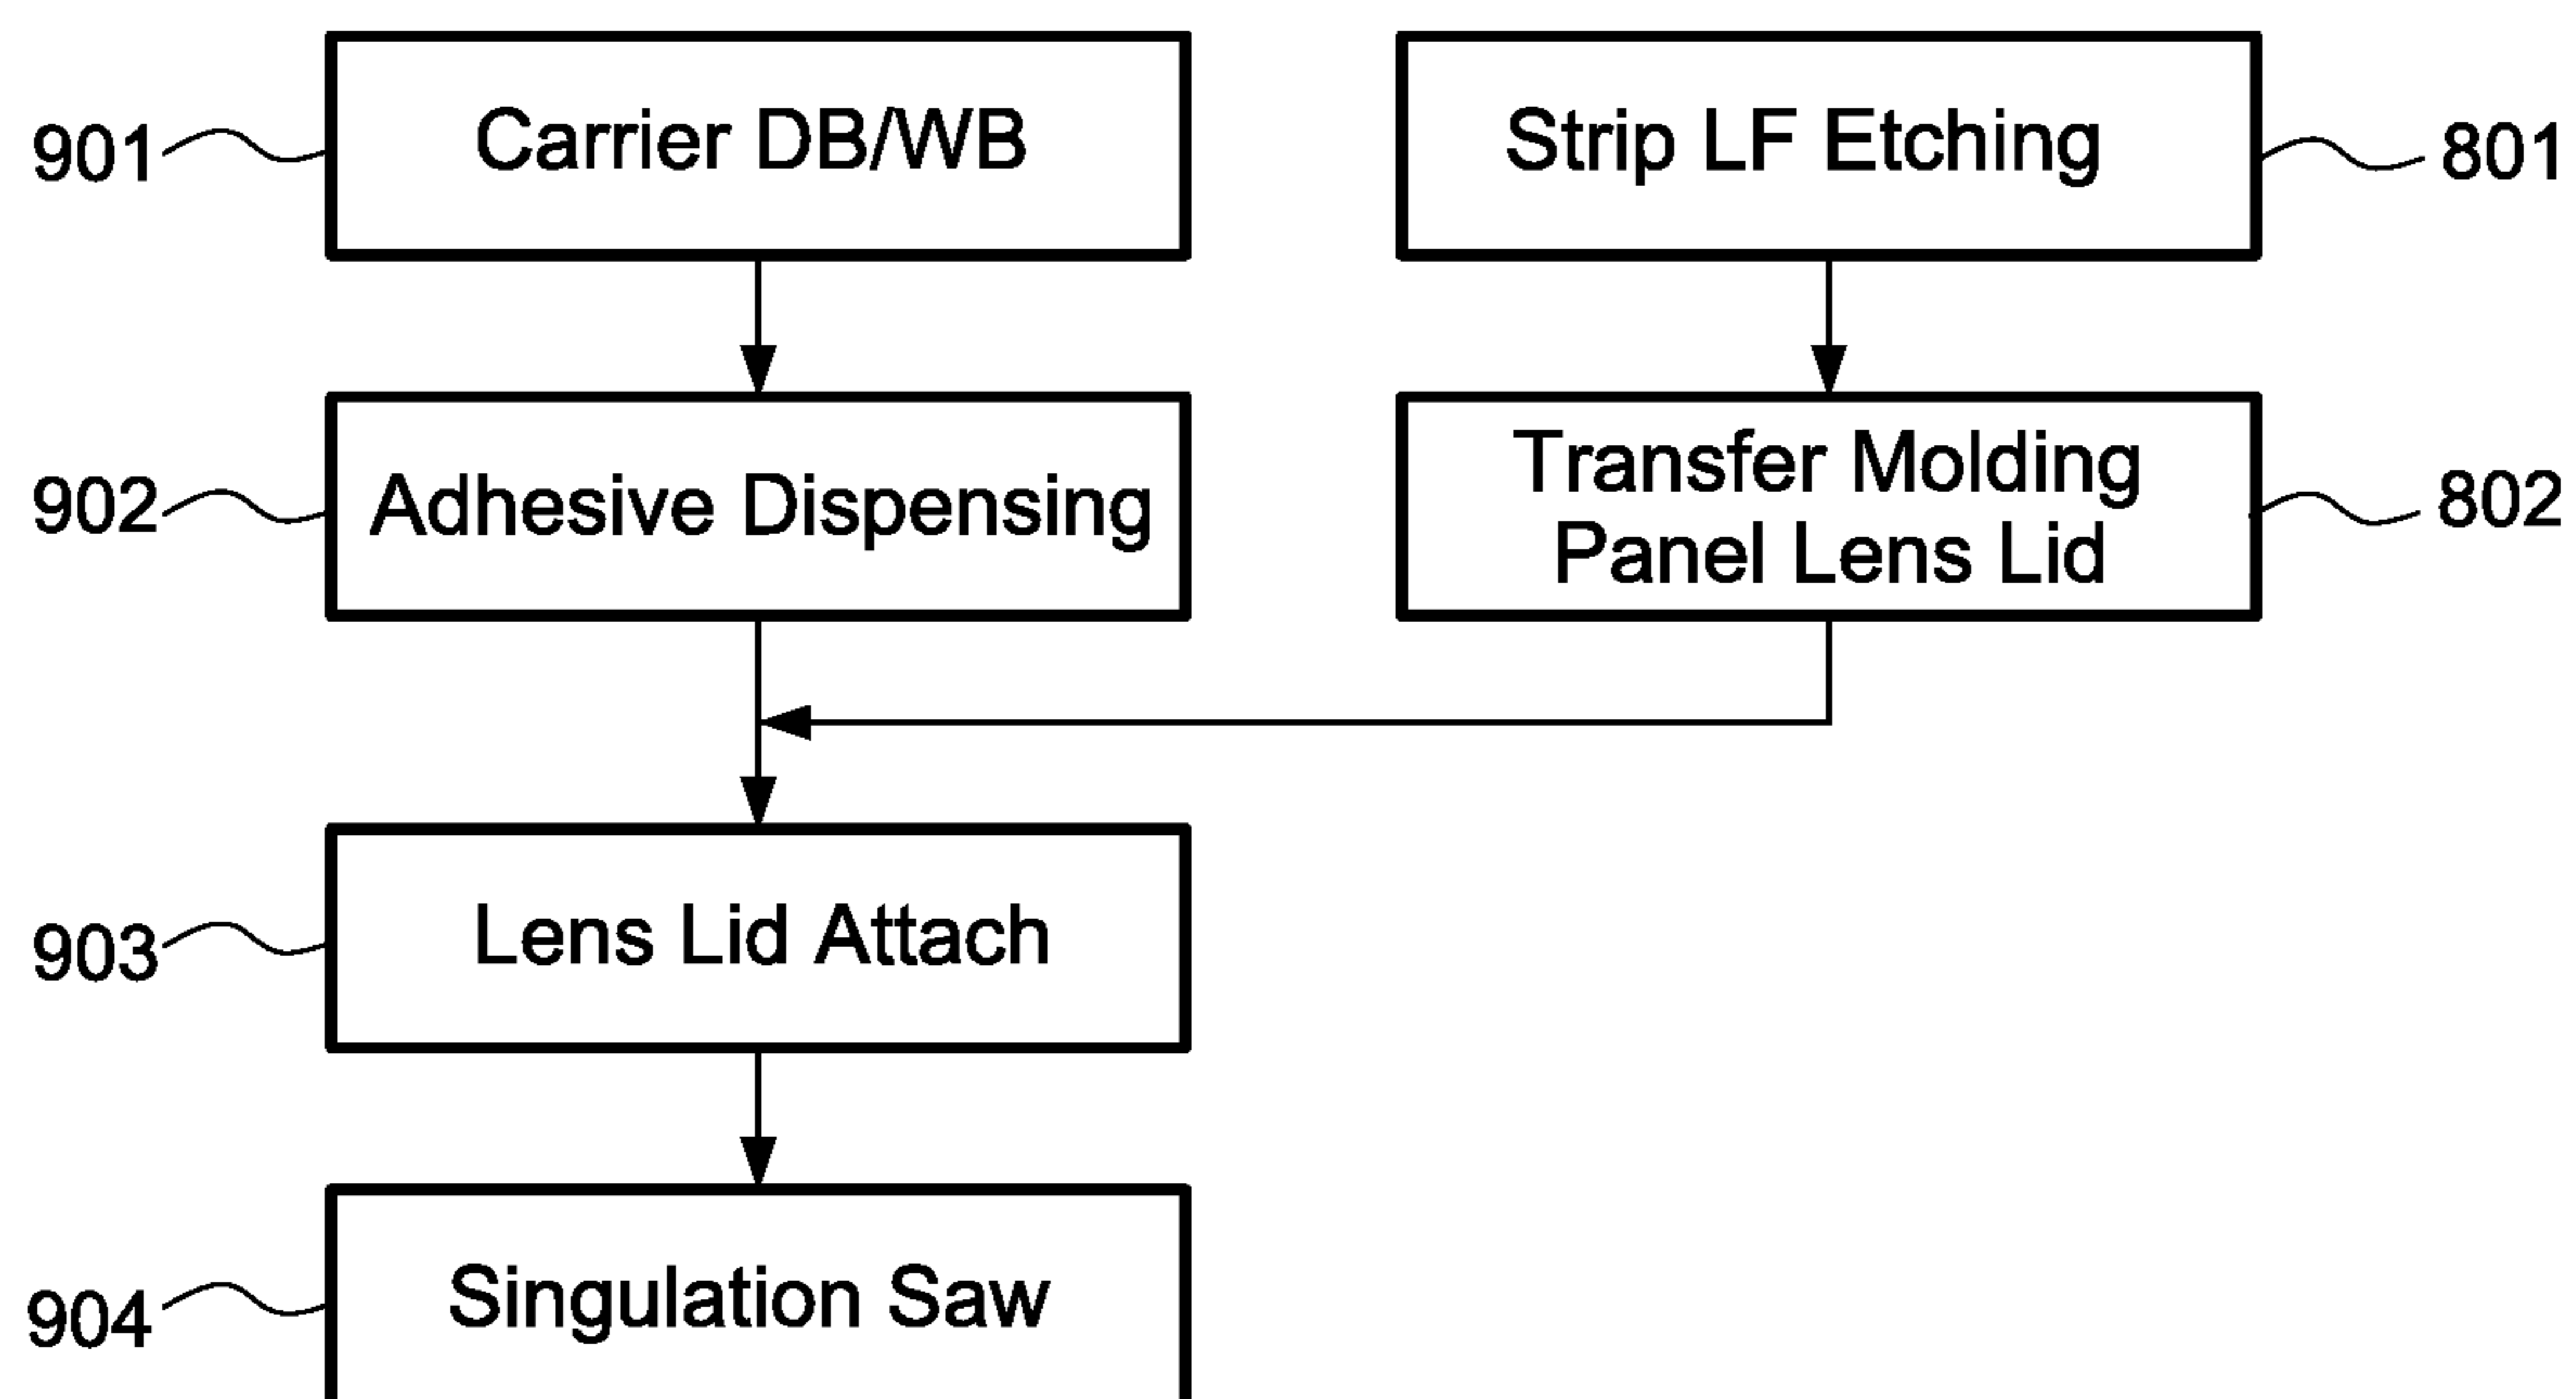 901
Carrier DB/WB
Strip LF Etching
801
902
Adhesive Dispensing
Transfer Molding
Panel Lens Lid
802
903
Lens Lid Attach
904
Singulation Saw